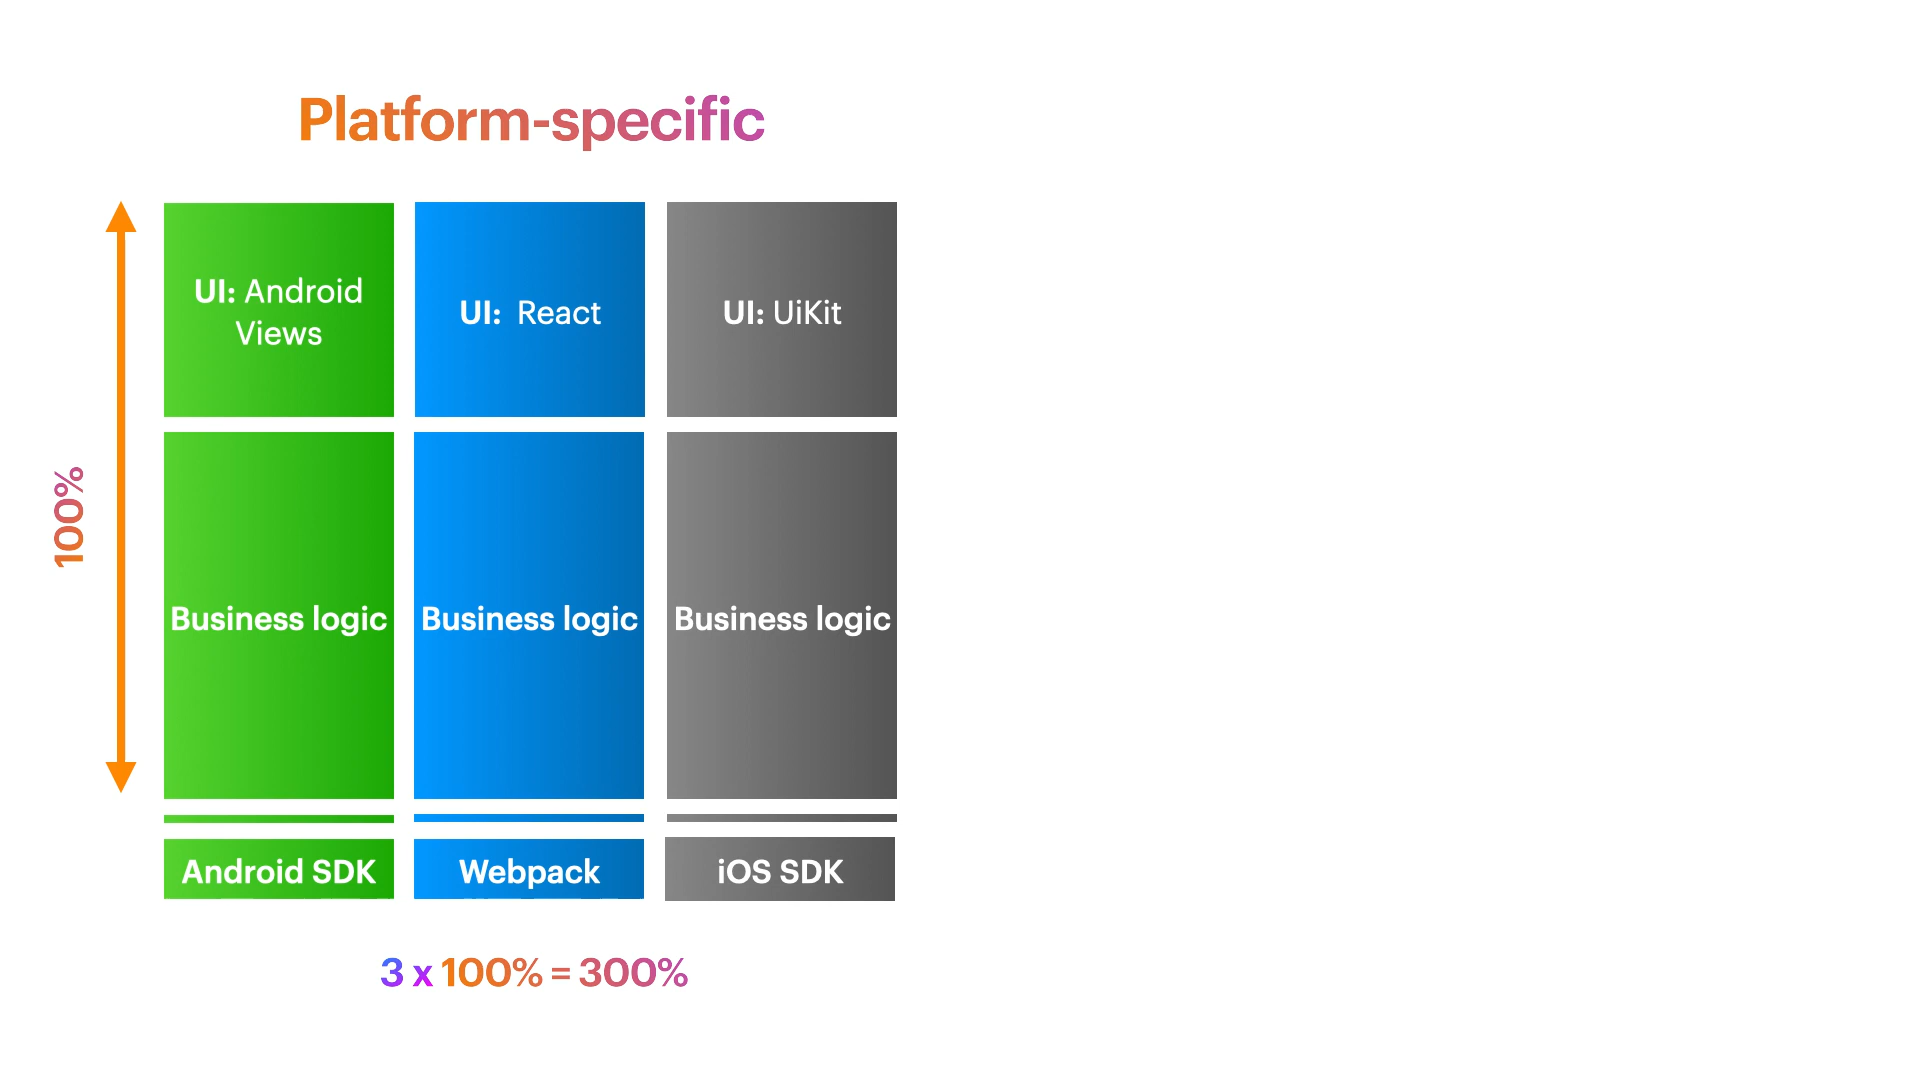 Platform-specific
UI: Android
Views
UI: React
UI: UiKit
100%
Business logic
Business logic
Business logic
Android SDK
Webpack
iOS SDK
3 x 100% = 300%